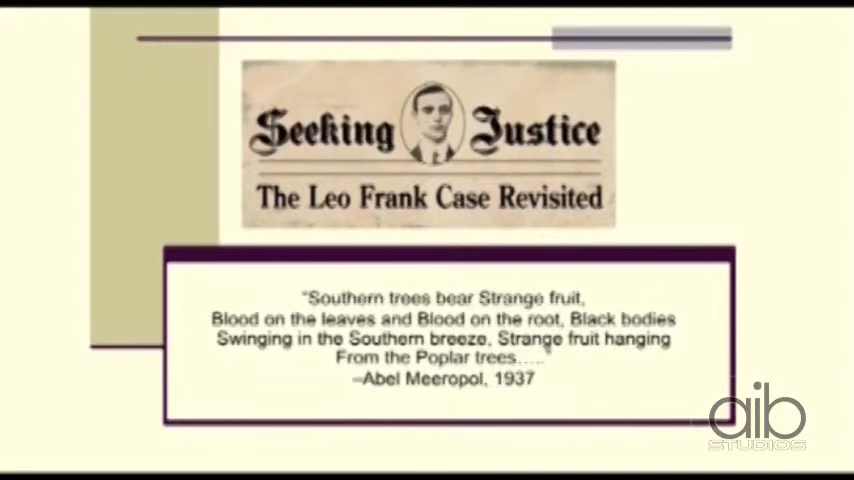 Seeking Justice
The Leo Frank Case Revisited
"Southern trees bear Strange fruit,
Blood on the leaves and Blood on the root, Black bodies
Swinging in the Southern breeze, Strange fruit hanging
From the Poplar trees…..”
–Abel Meeropol, 1937
aib
STUDIOS